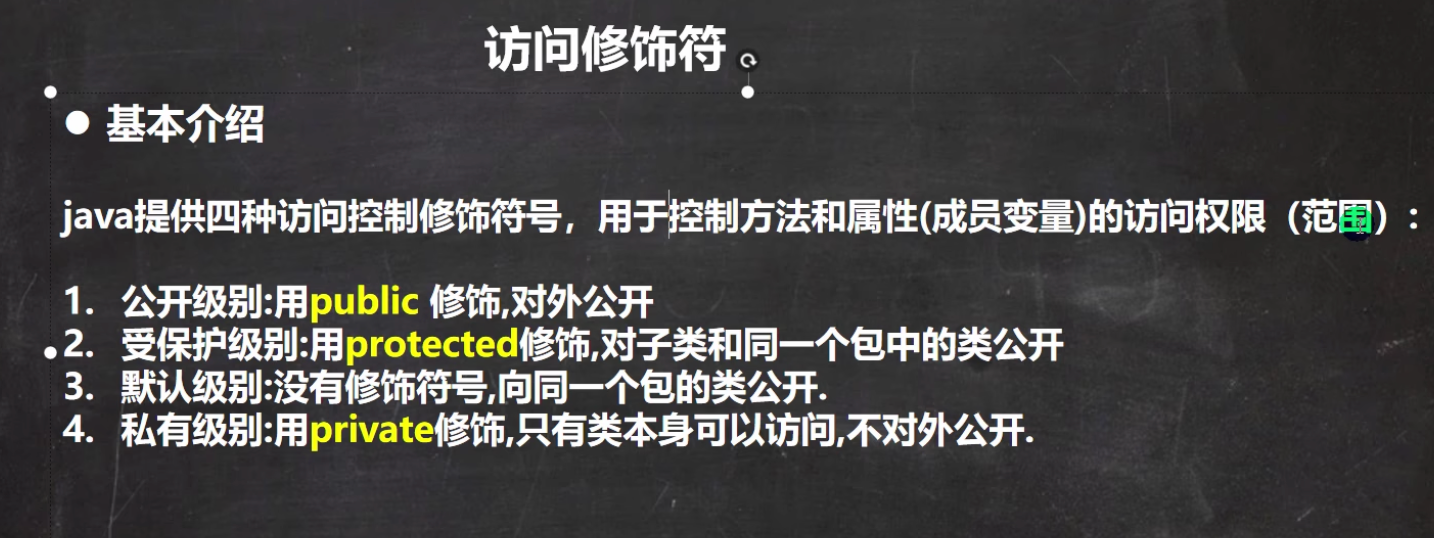 访问修饰符
● 基本介绍
java提供四种访问控制修饰符号，用于控制方法和属性(成员变量)的访问权限（范围）:
1. 公开级别:用public 修饰,对外公开
2. 受保护级别:用protected修饰,对子类和同一个包中的类公开
3. 默认级别:没有修饰符号,向同一个包的类公开.
4. 私有级别:用private修饰,只有类本身可以访问,不对外公开.